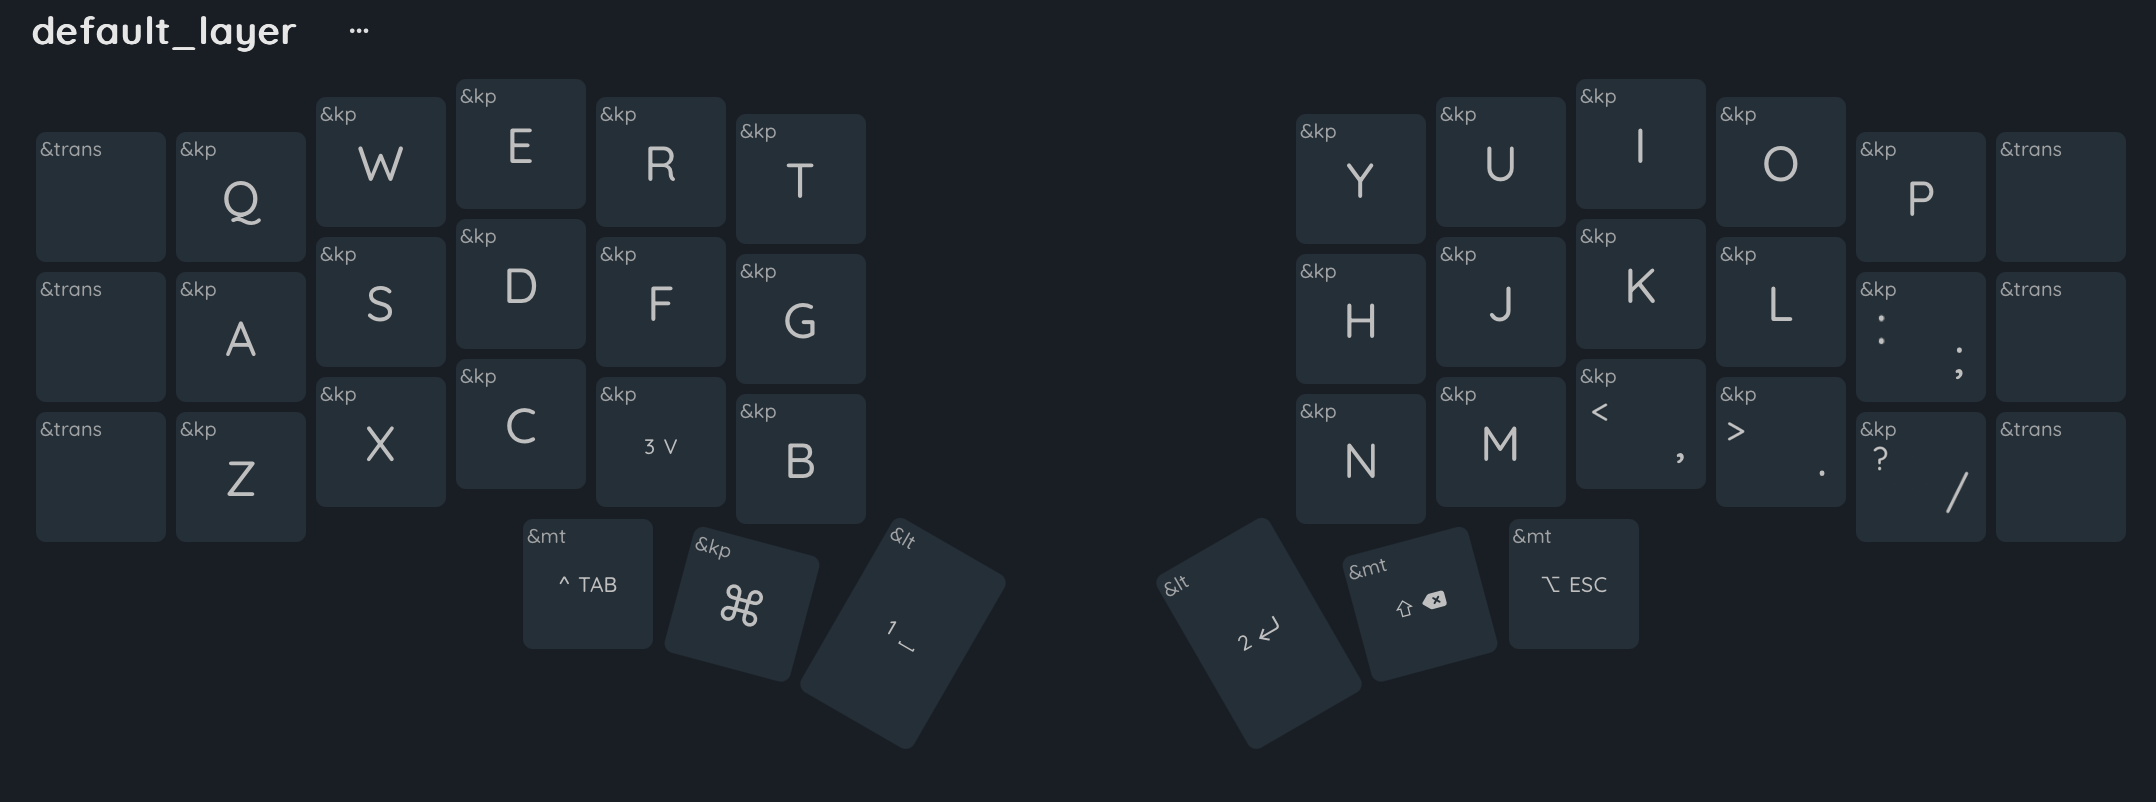 default_layer ...
&trans &kp Q &kp W &kp E &kp R &kp T &kp Y &kp U &kp I &kp O &kp P &trans
&trans &kp A &kp S &kp D &kp F &kp G &kp H &kp J &kp K &kp L &kp : ; &trans
&trans &kp Z &kp X &kp C &kp 3 V &kp B &kp N &kp M &kp < , &kp > . &kp ? / &trans
&mt ^ TAB &kp ⌘ &lt 1 ⎵ &lt 2 ↵ &mt ⇧ ⌫ &mt ⌥ ESC